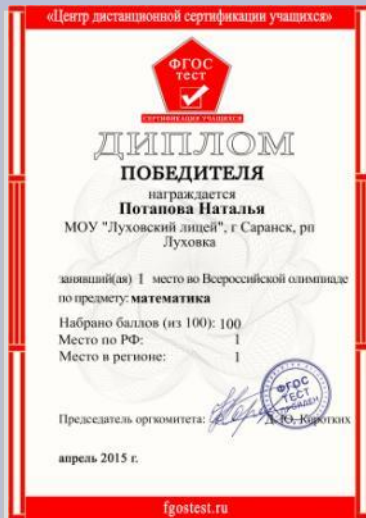 «Центр дистанционной сертификации учащихся»
ФГОС
тест
СЕРТИФИКАЦИЯ УЧАЩИХСЯ
ДИПЛОМ
ПОБЕДИТЕЛЯ
награждается
Потапова Наталья
МОУ "Луховский лицей", г Саранск, рп
Луховка
занявший(ая) 1 место во Всероссийской олимпиаде
по предмету: математика
Набрано баллов (из 100): 100
Место по РФ: 1
Место в регионе: 1
ФГОС
ТЕСТ
Председатель оргкомитета: Д.Ю. Коротких
апрель 2015 г.
fgostest.ru